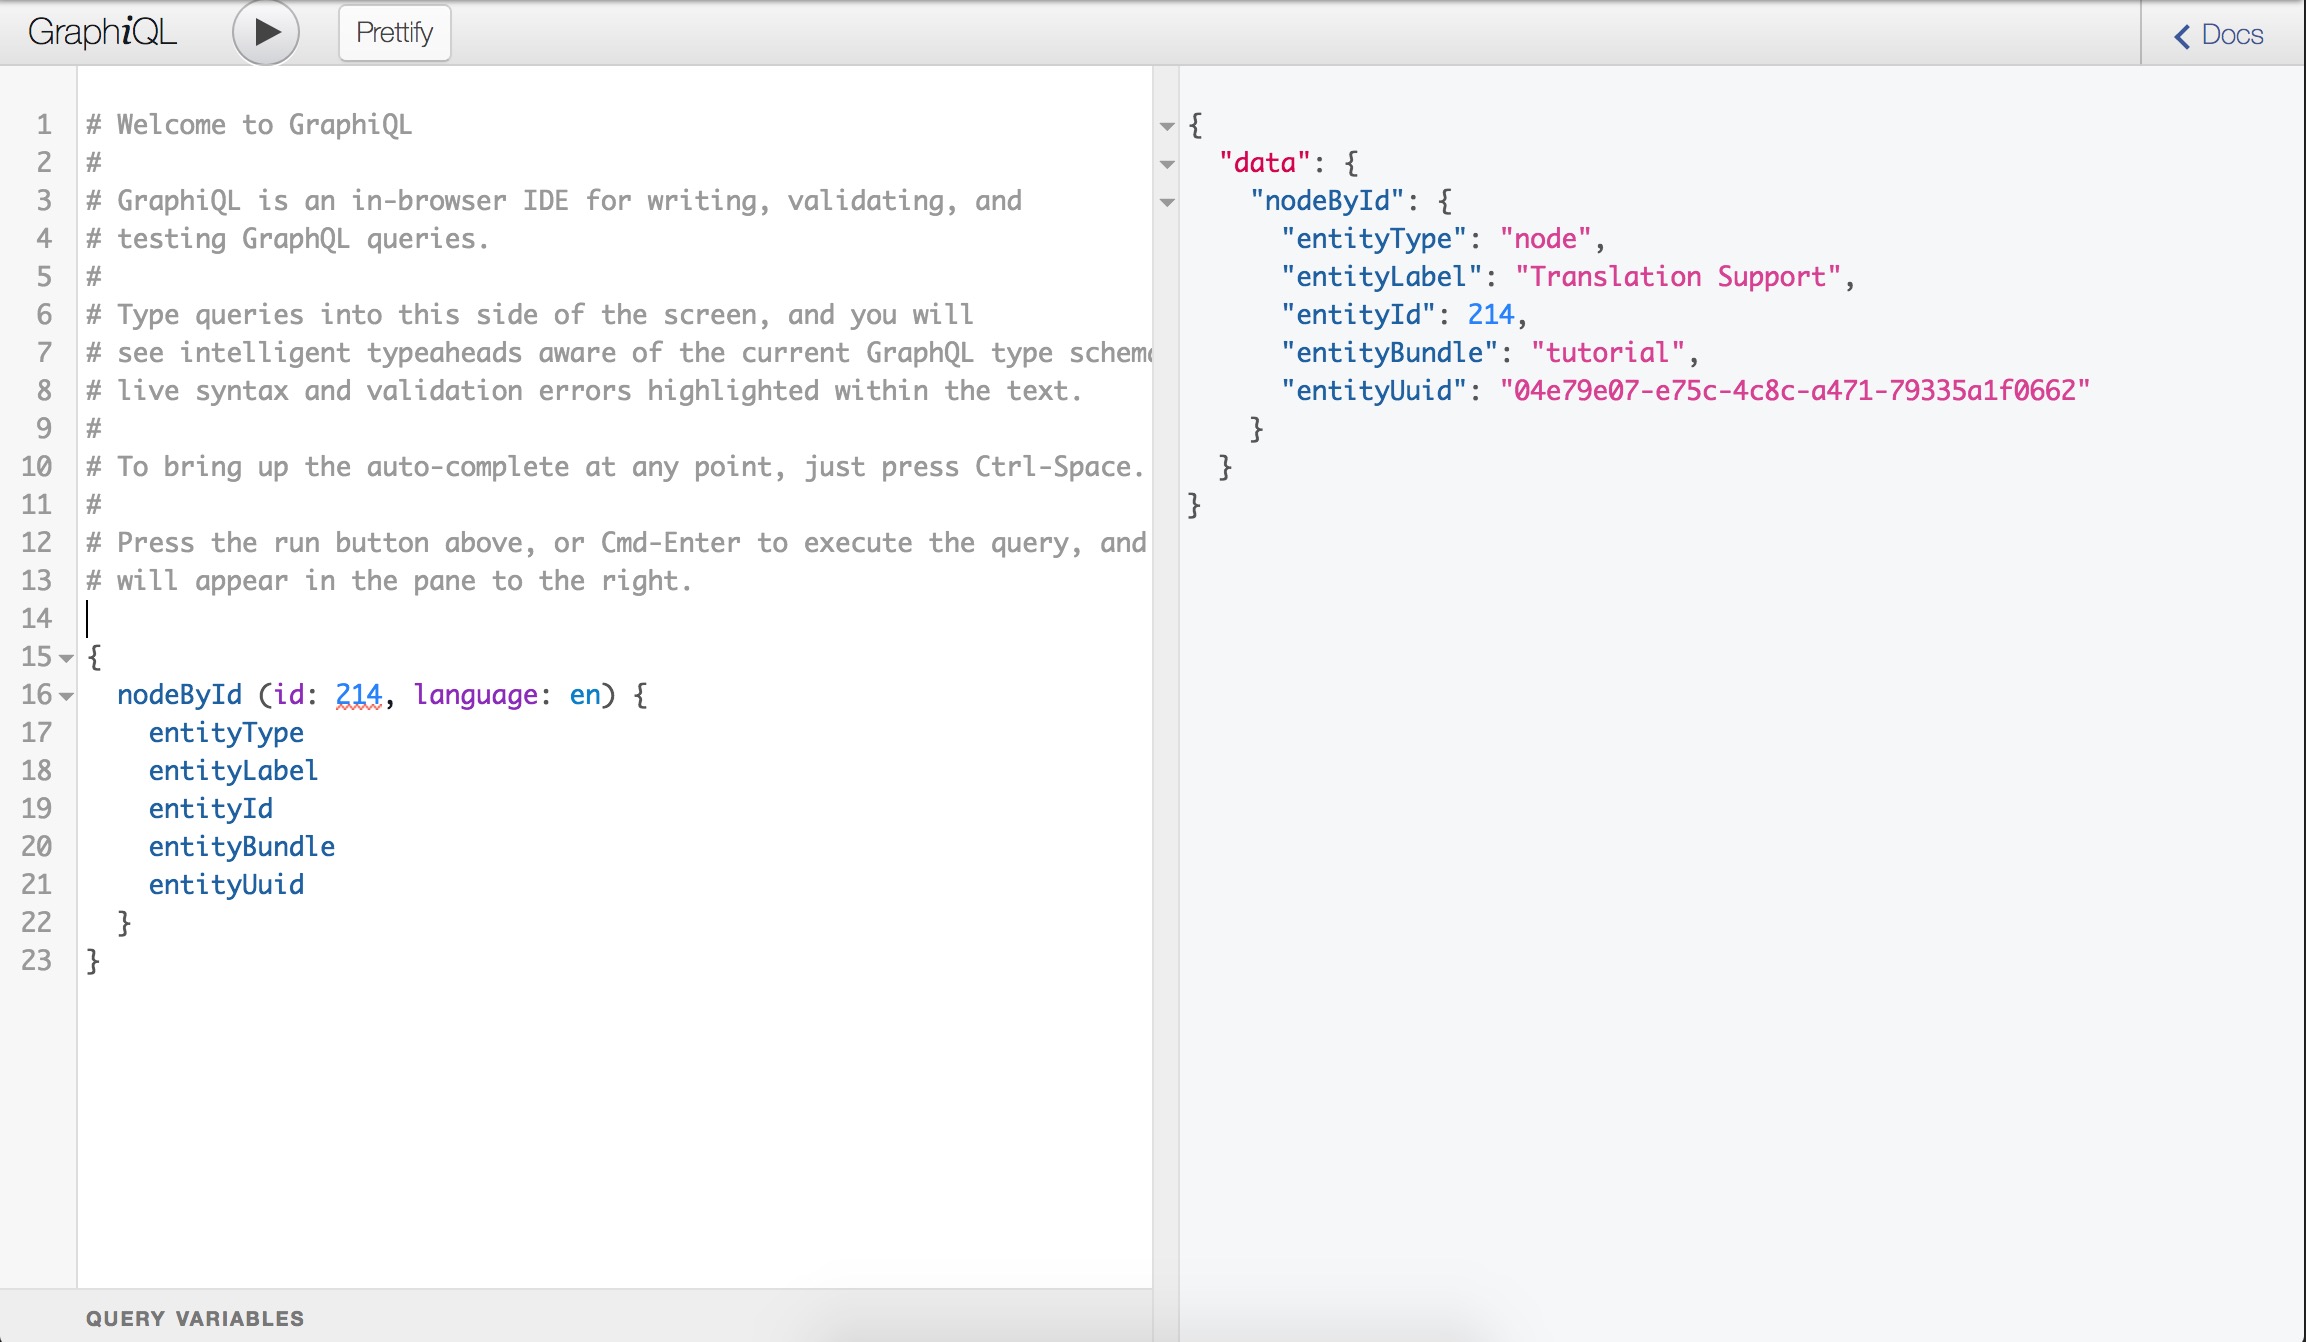 GraphiQL
Prettify
Docs
1 # Welcome to GraphiQL
2 #
3 # GraphiQL is an in-browser IDE for writing, validating, and
4 # testing GraphQL queries.
5 #
6 # Type queries into this side of the screen, and you will
7 # see intelligent typeaheads aware of the current GraphQL type schem
8 # live syntax and validation errors highlighted within the text.
9 #
10 # To bring up the auto-complete at any point, just press Ctrl-Space.
11 #
12 # Press the run button above, or Cmd-Enter to execute the query, and
13 # will appear in the pane to the right.
14
15 {
16   nodeById (id: 214, language: en) {
17     entityType
18     entityLabel
19     entityId
20     entityBundle
21     entityUuid
22   }
23 }
QUERY VARIABLES
{
  "data": {
    "nodeById": {
      "entityType": "node",
      "entityLabel": "Translation Support",
      "entityId": 214,
      "entityBundle": "tutorial",
      "entityUuid": "04e79e07-e75c-4c8c-a471-79335a1f0662"
    }
  }
}